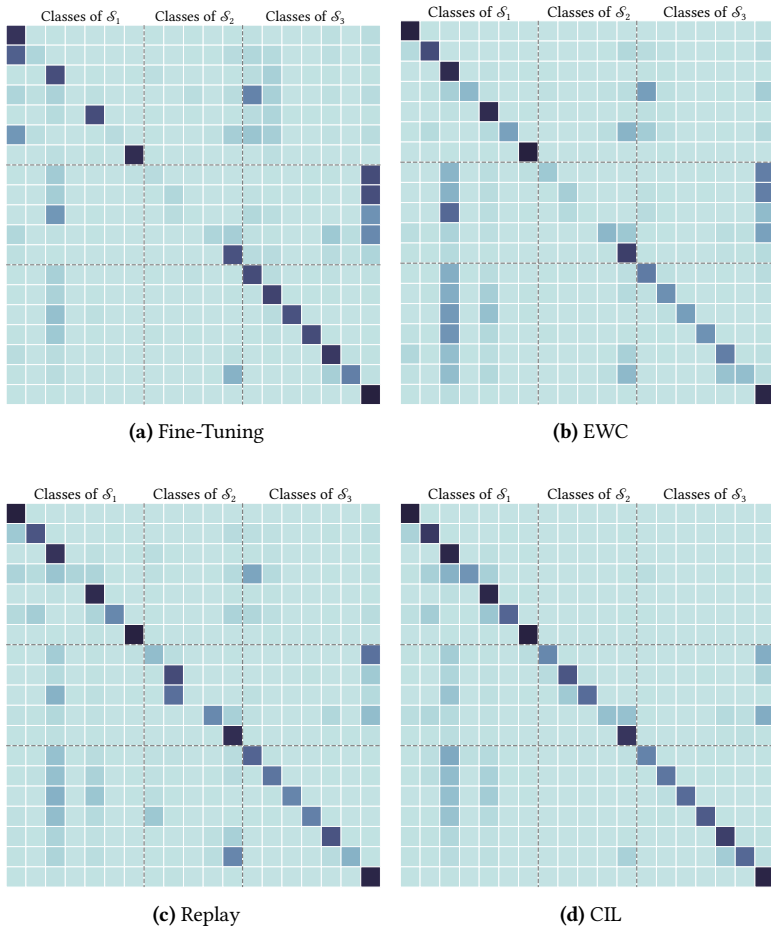 Classes of 𝒮₁ Classes of 𝒮₂ Classes of 𝒮₃
Classes of 𝒮₁ Classes of 𝒮₂ Classes of 𝒮₃
(a) Fine-Tuning
(b) EWC
Classes of 𝒮₁ Classes of 𝒮₂ Classes of 𝒮₃
Classes of 𝒮₁ Classes of 𝒮₂ Classes of 𝒮₃
(c) Replay
(d) CIL